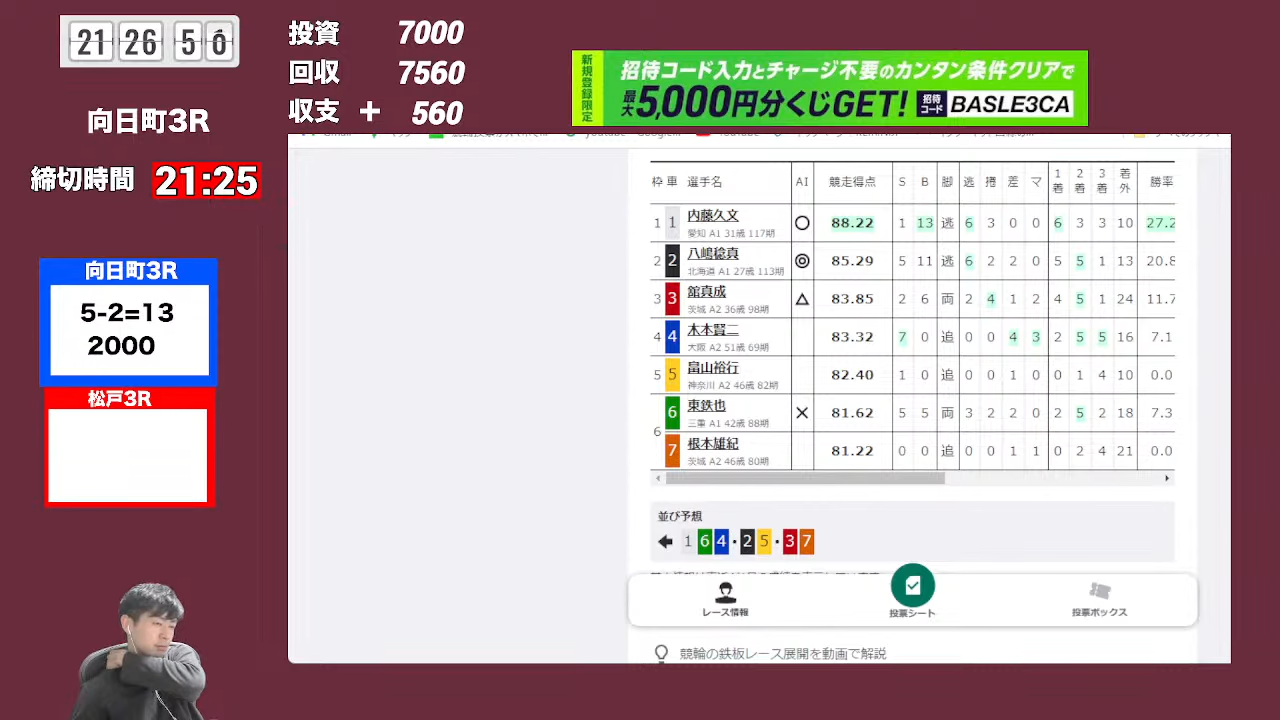 21 26 50
投資 7000
回収 7560
収支 + 560
新規登録限定
招待コード入力とチャージ不要のカンタン条件クリアで
最大5,000円分くじGET! 招待コード BASLE3CA
向日町3R
締切時間 21:25
向日町3R
5-2=13
2000
松戸3R
枠 車 選手名 AI 競走得点 S B 脚 逃 捲 差 マ 1着 2着 3着 着外 勝率
1 1 内藤久文 88.22 1 13 逃 6 3 0 0 6 3 3 10 27.2
愛知 A1 31歳 117期
2 2 八嶋稔真 ◎ 85.29 5 11 逃 6 2 2 0 5 5 1 13 20.8
北海道 A1 27歳 113期
3 3 舘真成 △ 83.85 2 6 両 2 4 1 2 4 5 1 24 11.7
茨城 A2 36歳 98期
4 4 木本賢二 83.32 7 0 追 0 0 4 3 2 5 5 16 7.1
大阪 A2 51歳 69期
5 5 畠山裕行 82.40 1 0 追 0 0 1 0 0 1 4 10 0.0
神奈川 A2 46歳 82期
6 6 東鉄也 × 81.62 5 5 両 3 2 2 0 2 5 2 18 7.3
三重 A1 42歳 88期
7 根本雄紀 81.22 0 0 追 0 0 1 1 0 2 4 21 0.0
茨城 A2 46歳 80期
並び予想
1 6 4 · 2 5 · 3 7
レース情報 投票シート 投票ボックス
競輪の鉄板レース展開を動画で解説